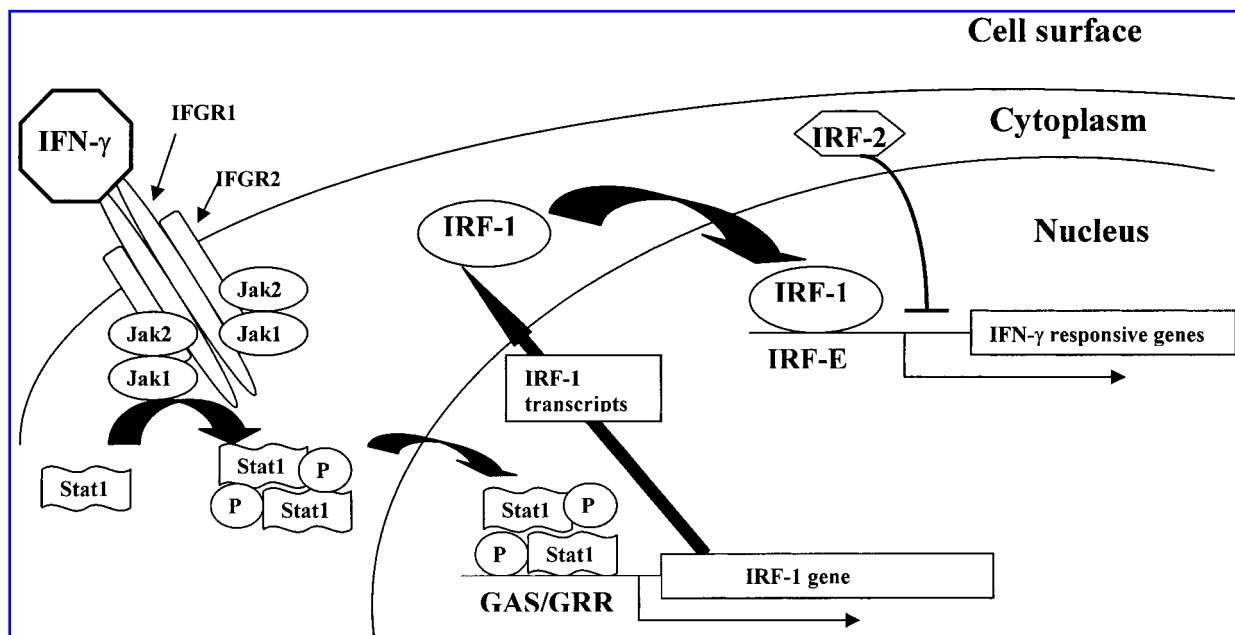 Cell surface
IFN-γ
IFGR1
IFGR2
Cytoplasm
IRF-2
IRF-1
Nucleus
Jak2
Jak1
Jak2
Jak1
IRF-1
IRF-E
IFN-γ responsive genes
IRF-1
transcripts
Stat1
Stat1
P
P
Stat1
Stat1
P
P
Stat1
GAS/GRR
IRF-1 gene